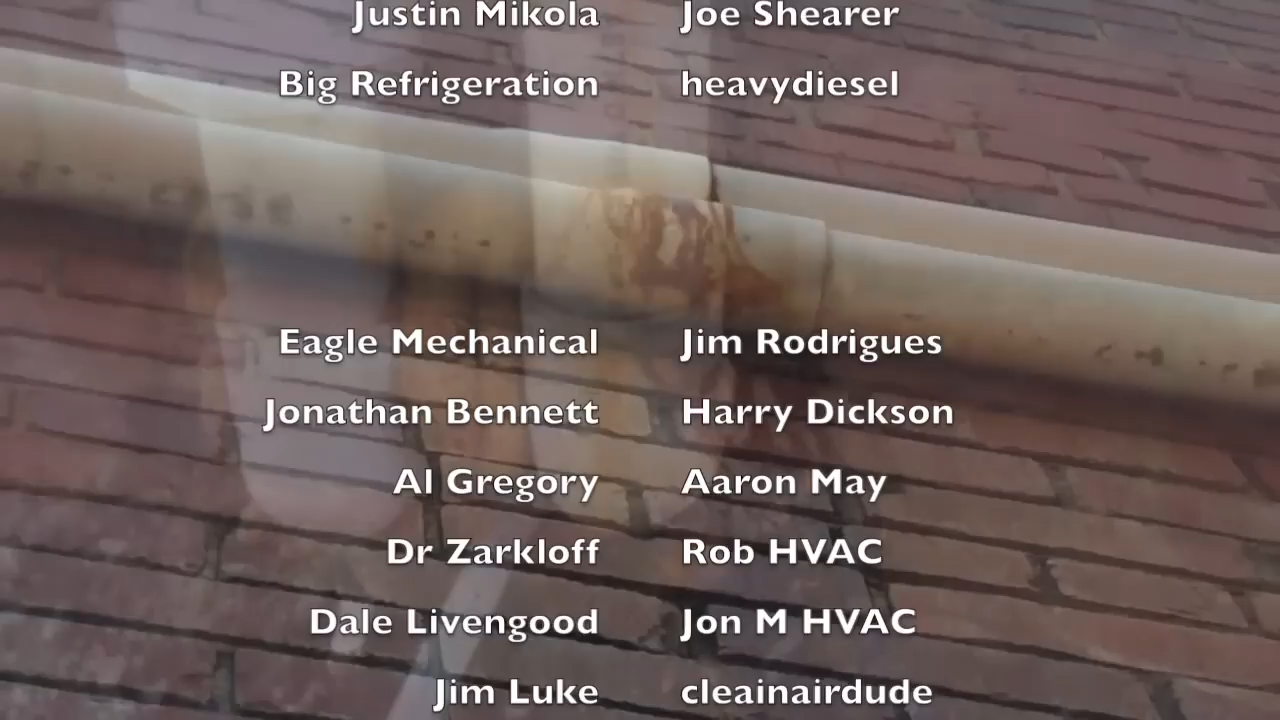 Justin Mikola Joe Shearer
Big Refrigeration heavydiesel
Eagle Mechanical Jim Rodrigues
Jonathan Bennett Harry Dickson
Al Gregory Aaron May
Dr Zarkloff Rob HVAC
Dale Livengood Jon M HVAC
Jim Luke cleainairdude